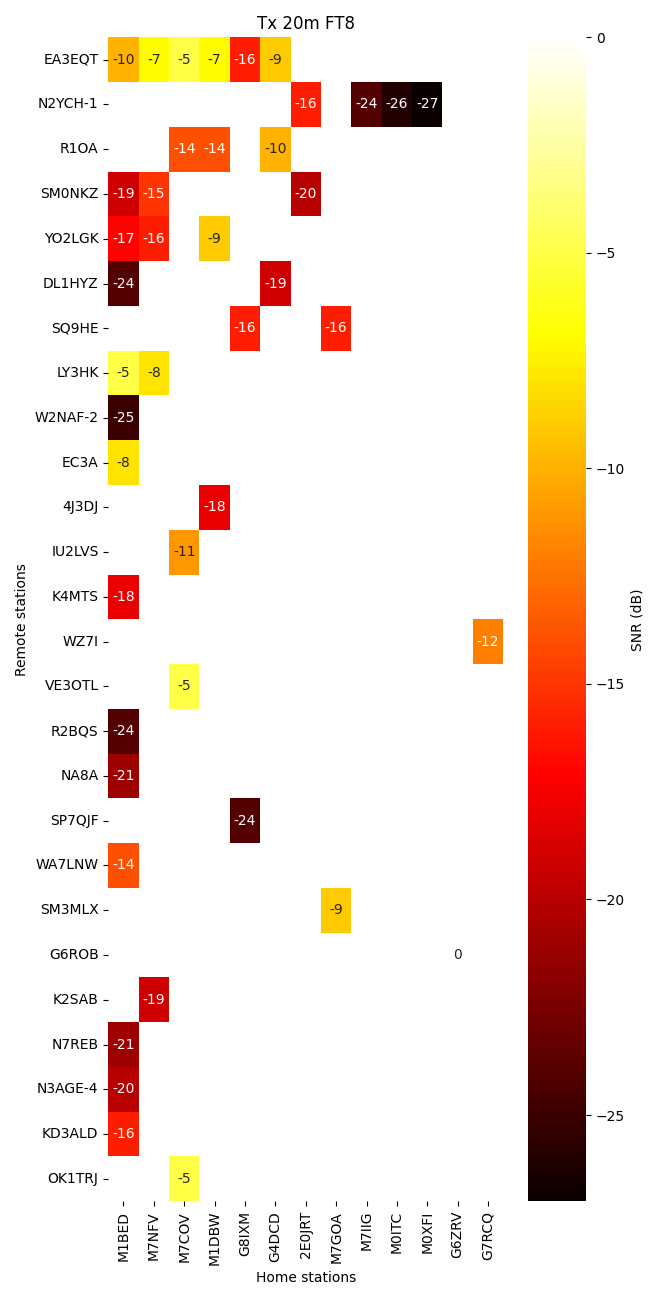 Tx 20m FT8
EA3EQT -10 -7 -5 -7 -16 -9
N2YCH-1 -16 -24 -26 -27
R1OA -14 -14 -10
SM0NKZ -19 -15 -20
YO2LGK -17 -16 -9
DL1HYZ -24 -19
SQ9HE -16 -16
LY3HK -5 -8
W2NAF-2 -25
EC3A -8
4J3DJ -18
IU2LVS -11
K4MTS -18
WZ7I -12
VE3OTL -5
R2BQS -24
NA8A -21
SP7QJF -24
WA7LNW -14
SM3MLX -9
G6ROB 0
K2SAB -19
N7REB -21
N3AGE-4 -20
KD3ALD -16
OK1TRJ -5
Remote stations
M1BED M7NFV M7COV M1DBW G8IXM G4DCD 2E0JRT M7GOA M7IIG M0ITC M0XFI G6ZRV G7RCQ
Home stations
0
−5
−10
−15
−20
−25
SNR (dB)